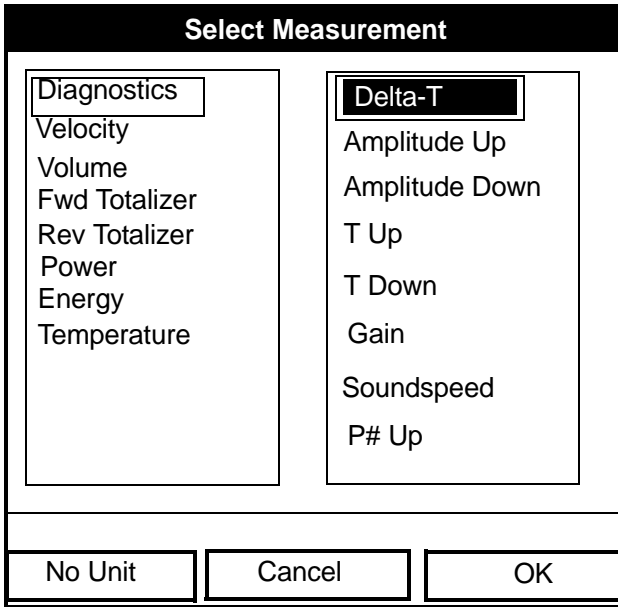 Select Measurement
Diagnostics
Velocity
Volume
Fwd Totalizer
Rev Totalizer
Power
Energy
Temperature
Delta-T
Amplitude Up
Amplitude Down
T Up
T Down
Gain
Soundspeed
P# Up
No Unit
Cancel
OK